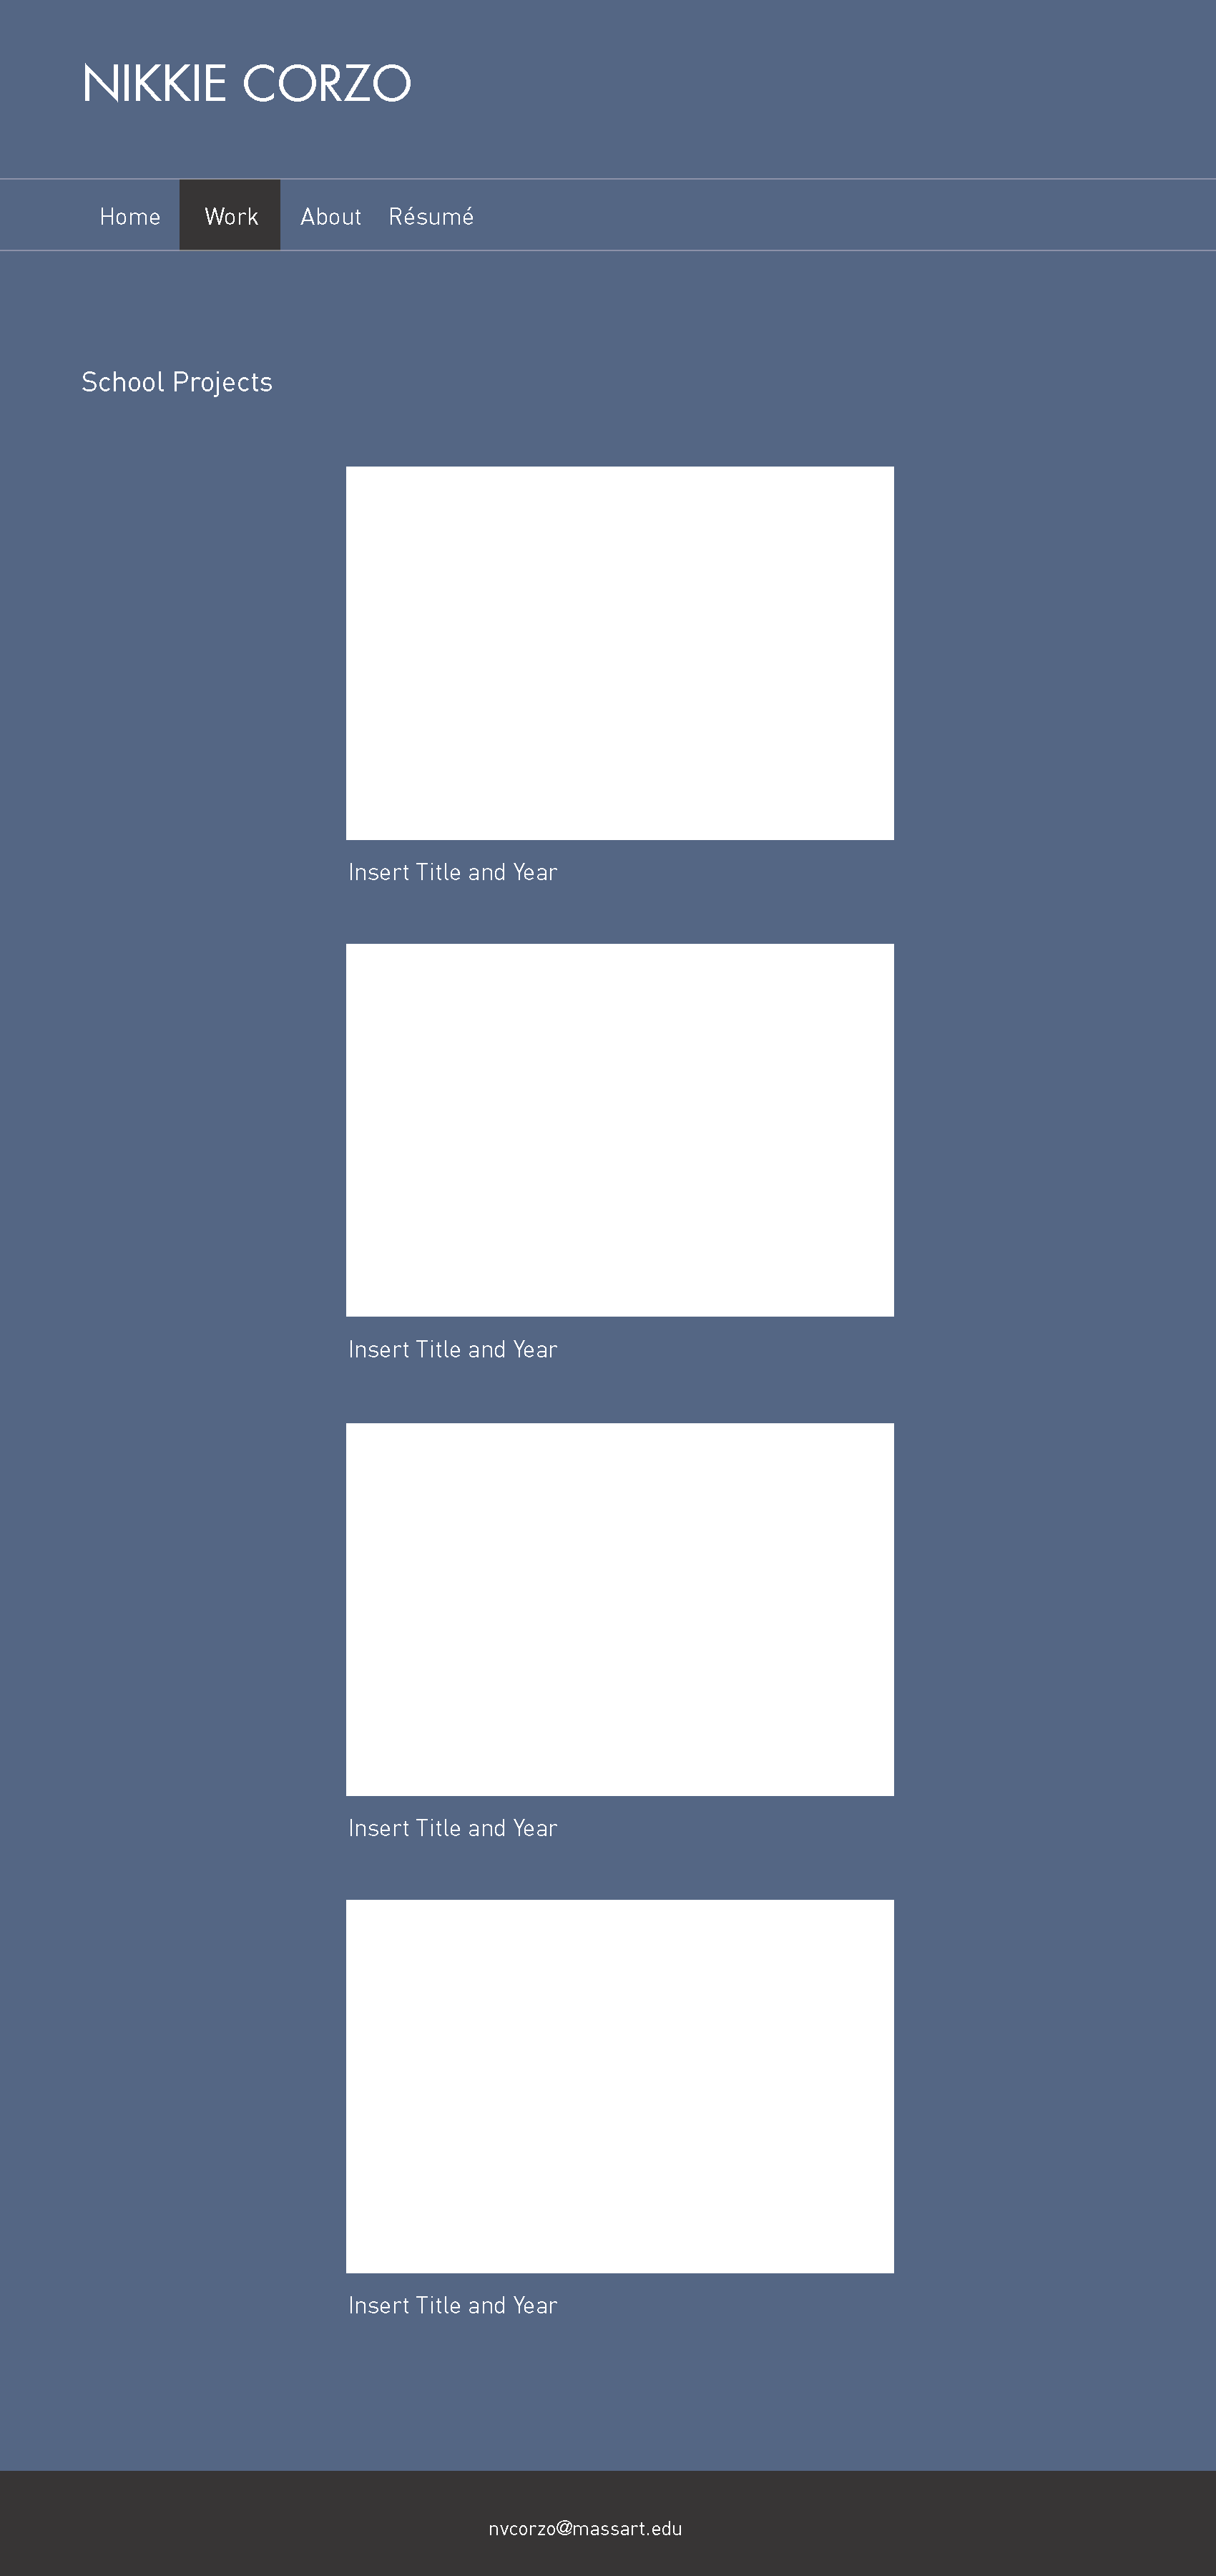 NIKKIE CORZO
Home Work About Résumé
School Projects
Insert Title and Year
Insert Title and Year
Insert Title and Year
Insert Title and Year
nvcorzo@massart.edu